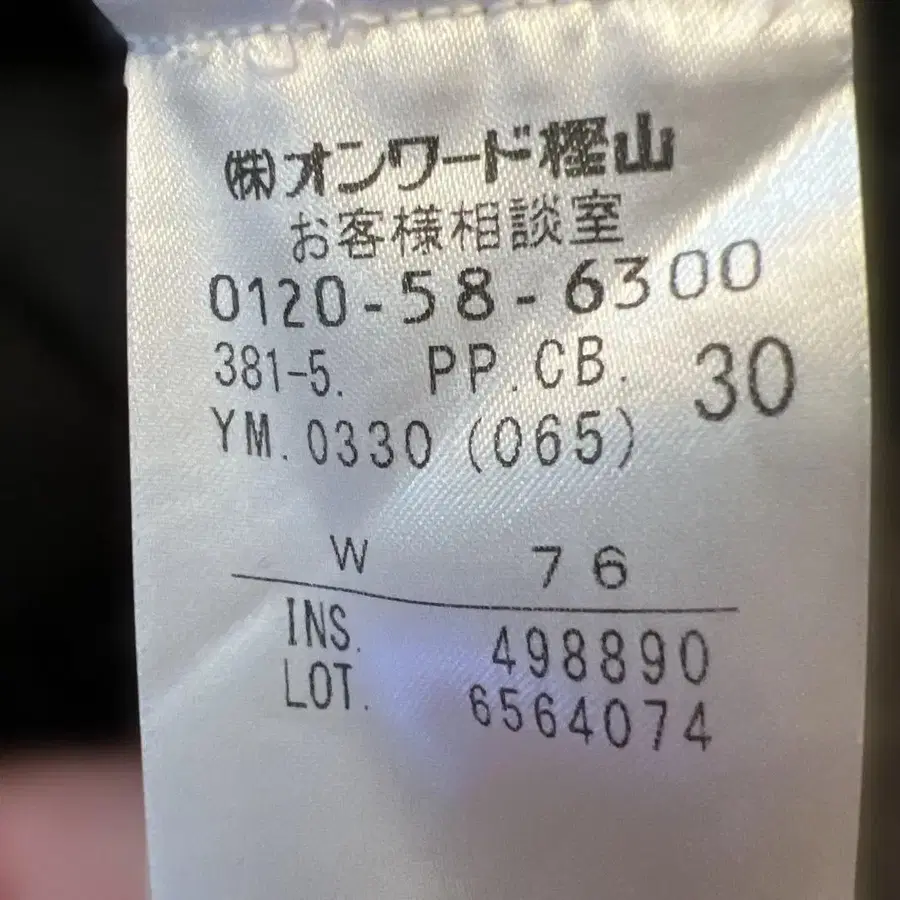 ㈱オンワード樫山
お客様相談室
0120-58-6300
381-5. PP.CB. 30
YM.0330 (065)
W 76
INS. 498890
LOT. 6564074